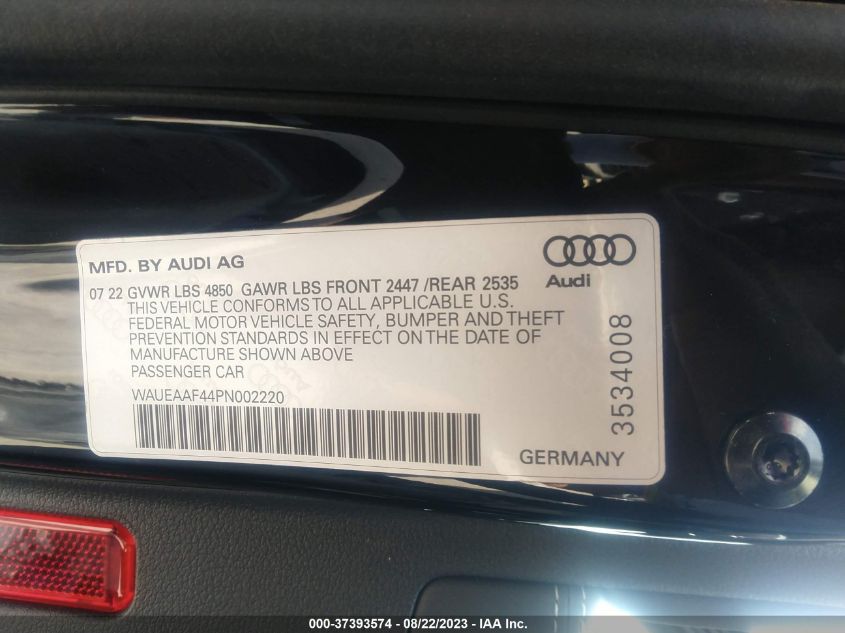 MFD. BY AUDI AG
07 22 GVWR LBS 4850 GAWR LBS FRONT 2447 /REAR 2535
THIS VEHICLE CONFORMS TO ALL APPLICABLE U.S.
FEDERAL MOTOR VEHICLE SAFETY, BUMPER AND THEFT
PREVENTION STANDARDS IN EFFECT ON THE DATE OF
MANUFACTURE SHOWN ABOVE
PASSENGER CAR
WAUEAAF44PN002220
Audi
3534008
GERMANY
000-37393574 - 08/22/2023 - IAA Inc.